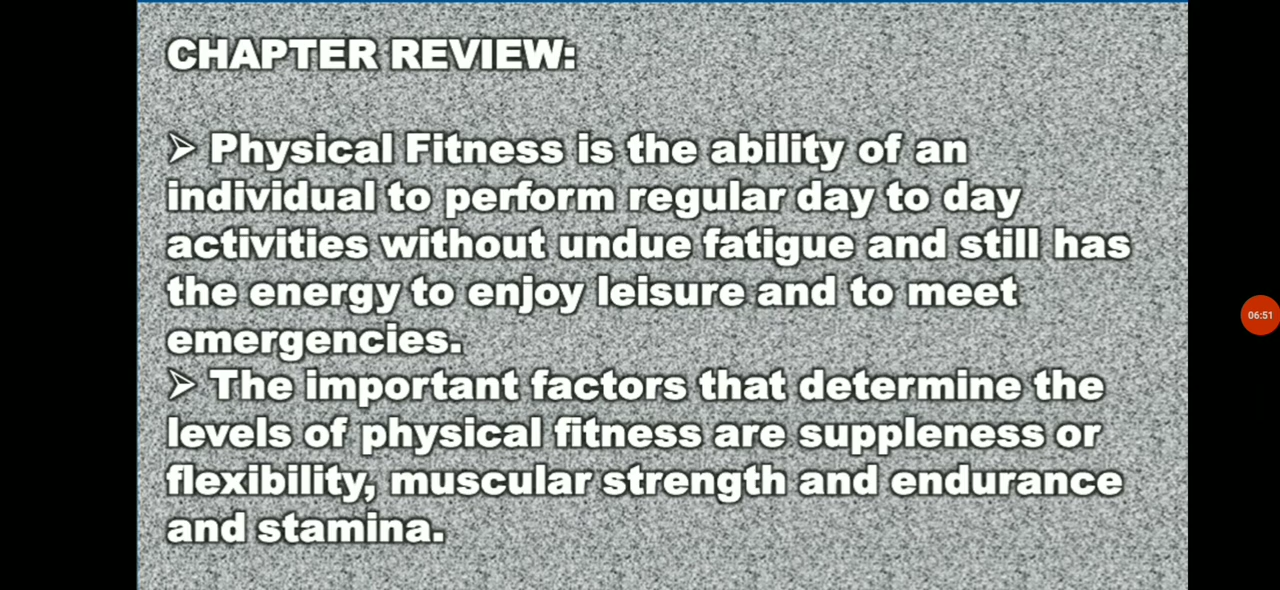 CHAPTER REVIEW:
➢ Physical Fitness is the ability of an
individual to perform regular day to day
activities without undue fatigue and still has
the energy to enjoy leisure and to meet
emergencies.
➢ The important factors that determine the
levels of physical fitness are suppleness or
flexibility, muscular strength and endurance
and stamina.
06:51